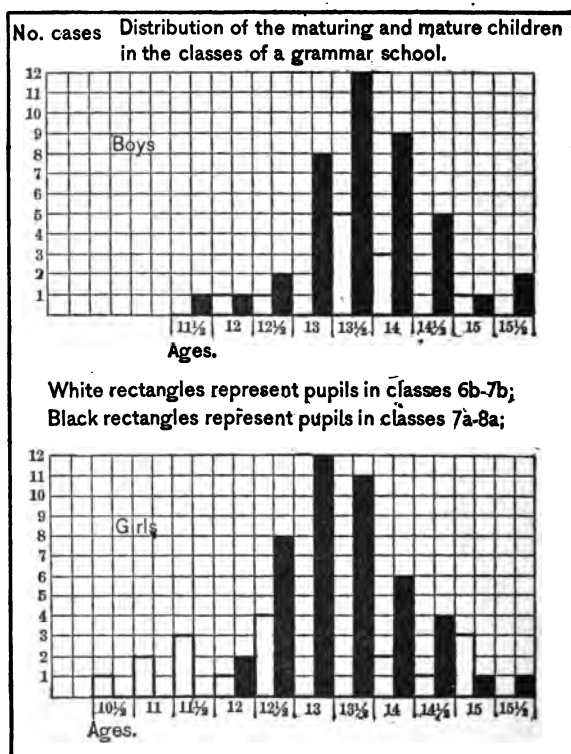 No. cases Distribution of the maturing and mature children
in the classes of a grammar school.
12
11
10
9
8
7
6
5
4
3
2
1
Boys
11½ 12 12½ 13 13½ 14 14½ 15 15½
Ages.
White rectangles represent pupils in classes 6b-7b;
Black rectangles represent pupils in classes 7a-8a;
12
11
10
9
8
7
6
5
4
3
2
1
Girls
10½ 11 11½ 12 12½ 13 13½ 14 14½ 15 15½
Ages.